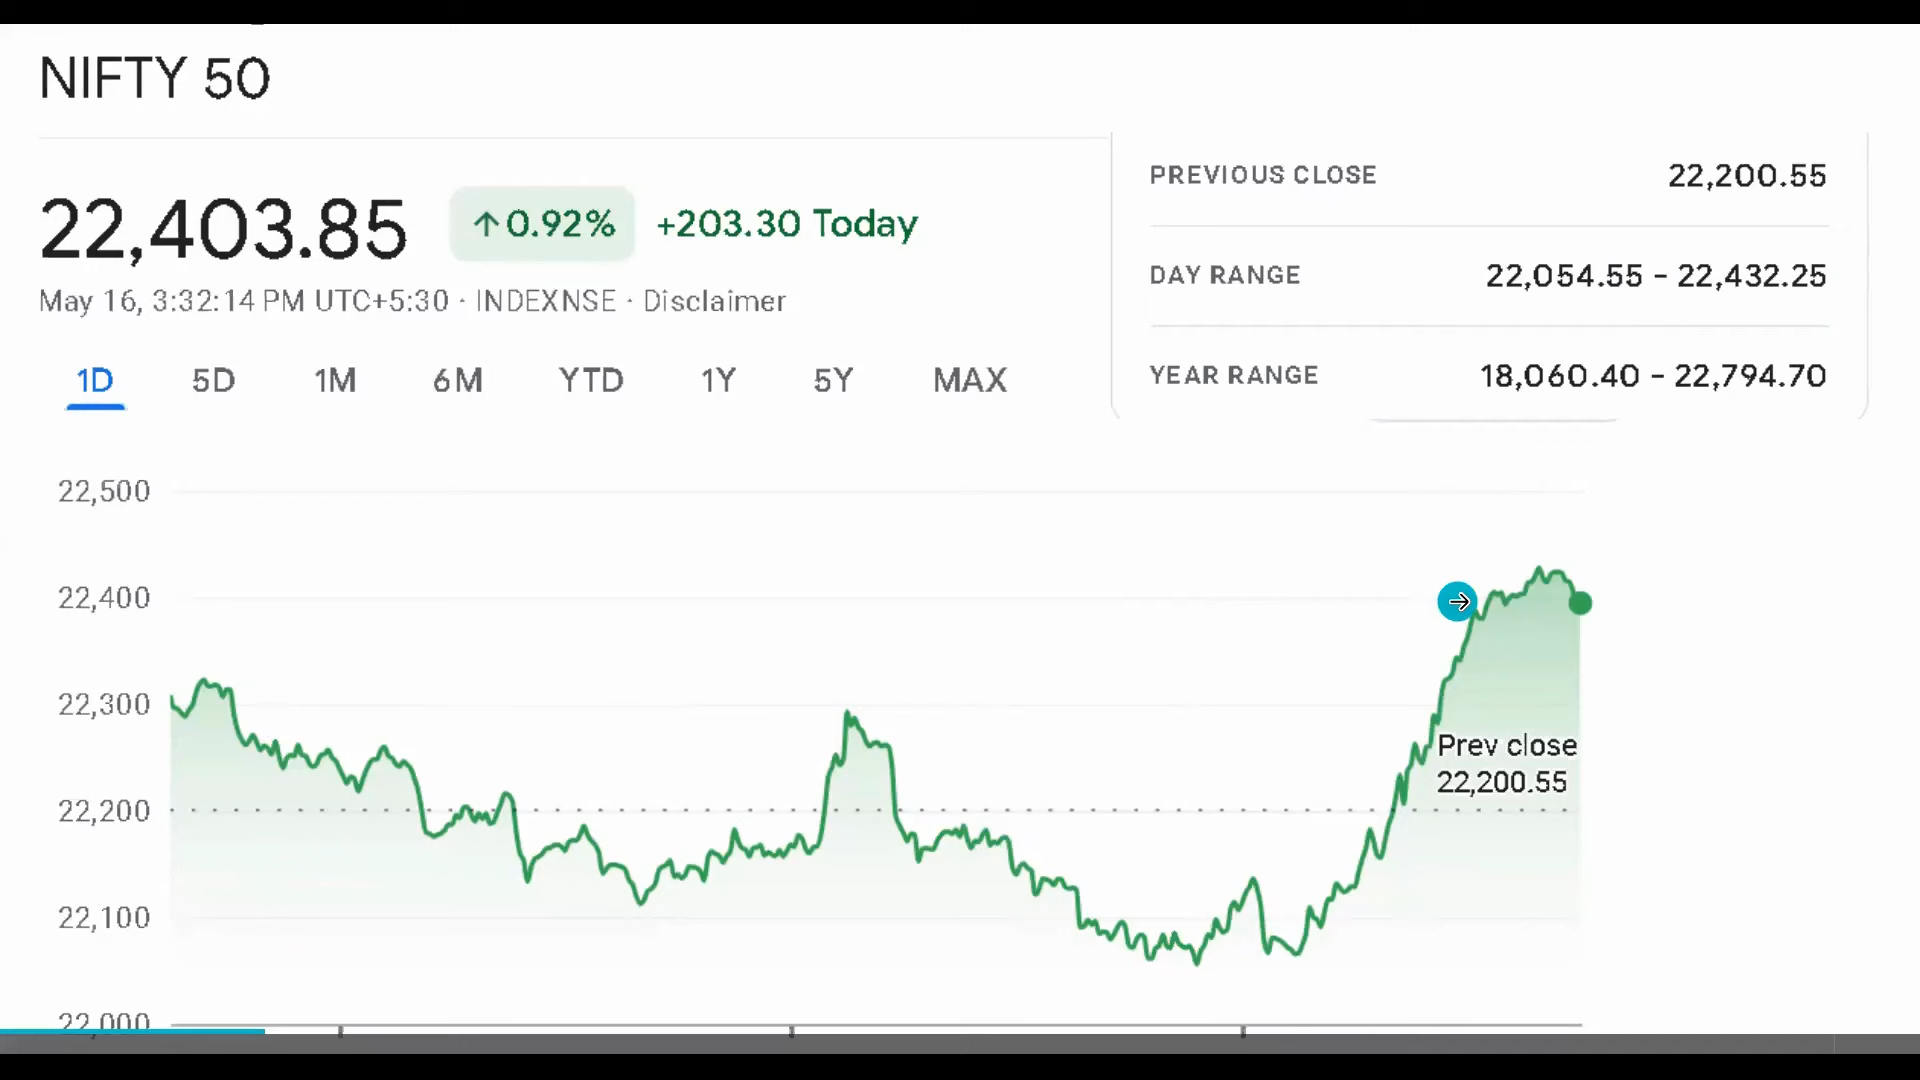 NIFTY 50
22,403.85 ↑0.92% +203.30 Today
May 16, 3:32:14 PM UTC+5:30 · INDEXNSE · Disclaimer
1D 5D 1M 6M YTD 1Y 5Y MAX
PREVIOUS CLOSE 22,200.55
DAY RANGE 22,054.55 - 22,432.25
YEAR RANGE 18,060.40 - 22,794.70
22,500
22,400
22,300
Prev close
22,200.55
22,200
22,100
22,000